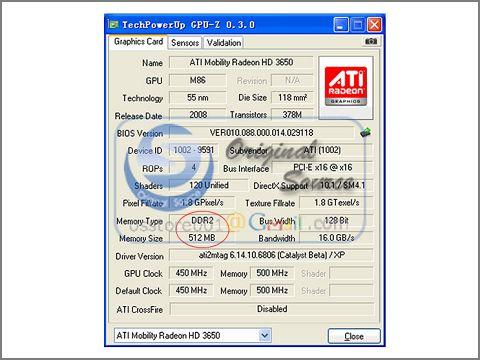 TechPowerUp GPU-Z 0.3.0
Graphics Card Sensors Validation
Name ATI Mobility Radeon HD 3650
GPU M86 Revision N/A
Technology 55 nm Die Size 118 mm²
Release Date 2008 Transistors 378M
BIOS Version VER010.088.000.014.029118
Device ID 1002 - 9591 Subvendor ATI (1002)
ROPs 4 Bus Interface PCI-E x16 @ x16
Shaders 120 Unified DirectX Support 10.1 / SM4.1
Pixel Fillrate 1.8 GPixel/s Texture Fillrate 1.8 GTexel/s
Memory Type DDR2 Bus Width 128 Bit
Memory Size 512 MB Bandwidth 16.0 GB/s
Driver Version ati2mtag 6.14.10.6806 (Catalyst Beta) / XP
GPU Clock 450 MHz Memory 500 MHz Shader
Default Clock 450 MHz Memory 500 MHz Shader
ATI CrossFire Disabled
ATI Mobility Radeon HD 3650 Close
ATI
RADEON
GRAPHICS
Original
Source
@Gmail.com